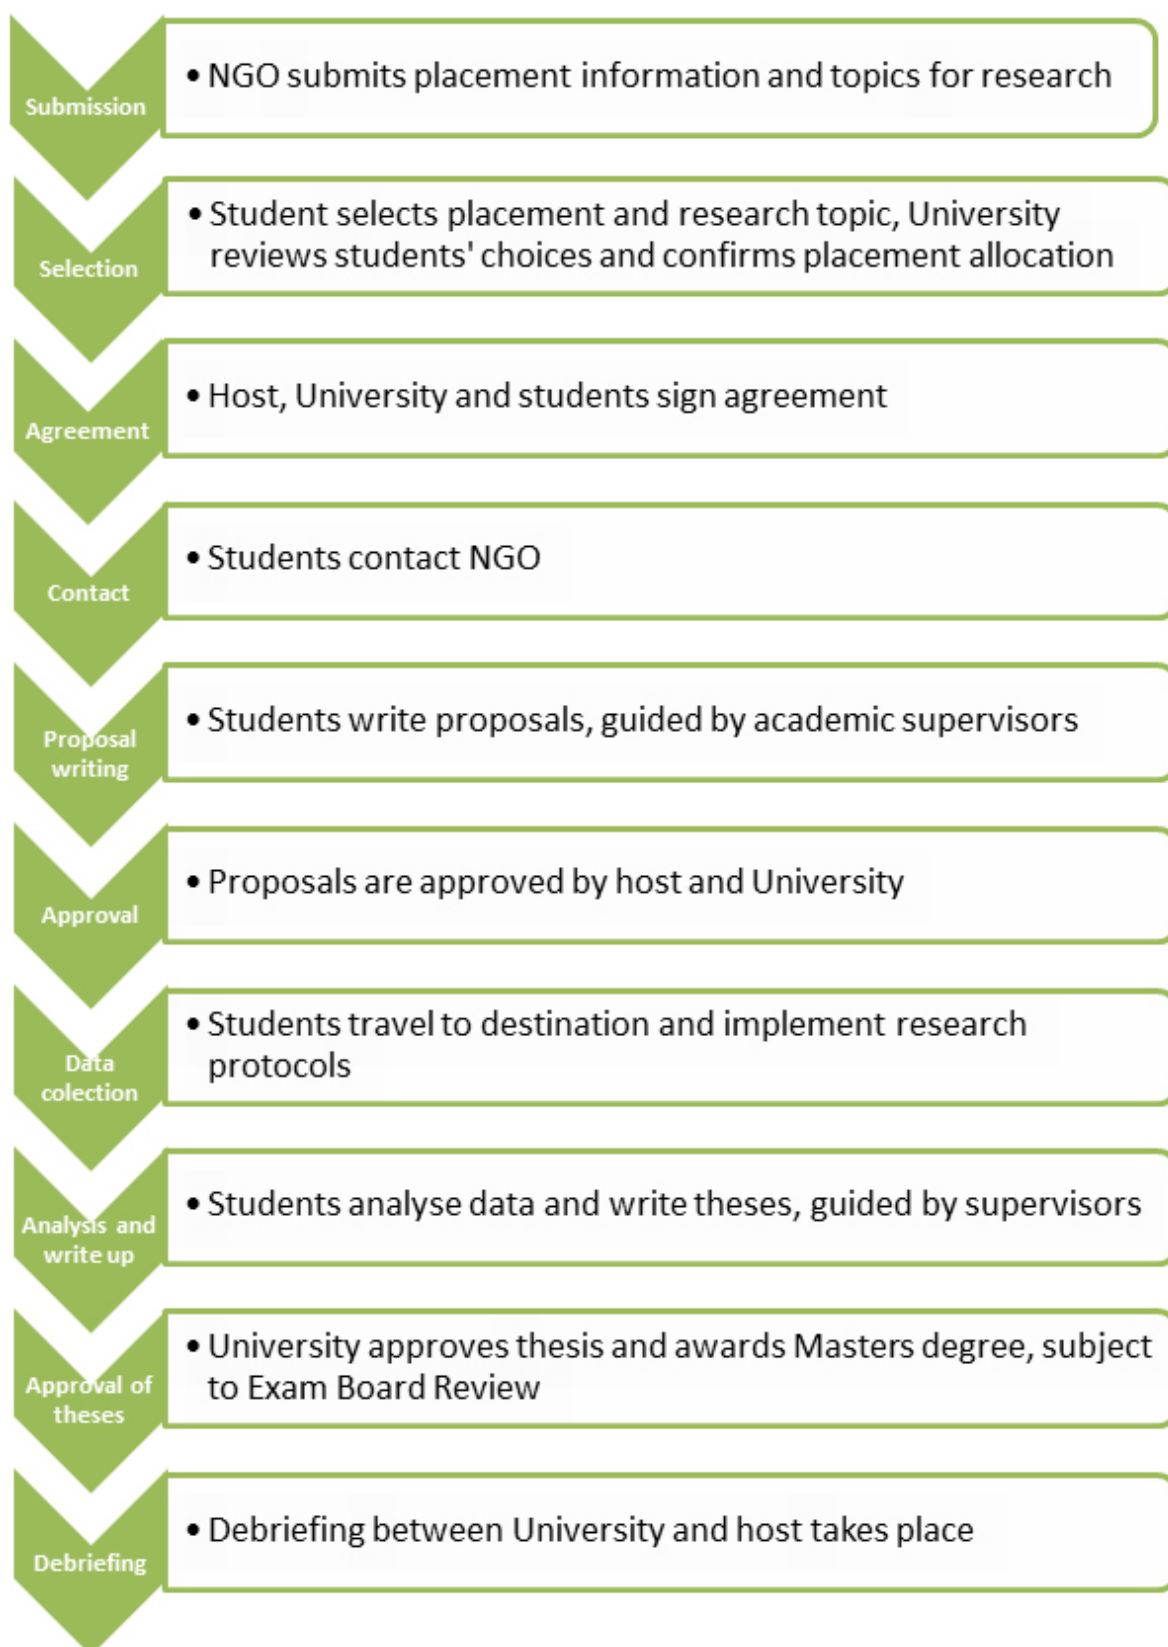 Submission
• NGO submits placement information and topics for research
Selection
• Student selects placement and research topic, University
reviews students' choices and confirms placement allocation
Agreement
• Host, University and students sign agreement
Contact
• Students contact NGO
Proposal
writing
• Students write proposals, guided by academic supervisors
Approval
• Proposals are approved by host and University
Data
colection
• Students travel to destination and implement research
protocols
Analysis and
write up
• Students analyse data and write theses, guided by supervisors
Approval of
theses
• University approves thesis and awards Masters degree, subject
to Exam Board Review
Debriefing
• Debriefing between University and host takes place